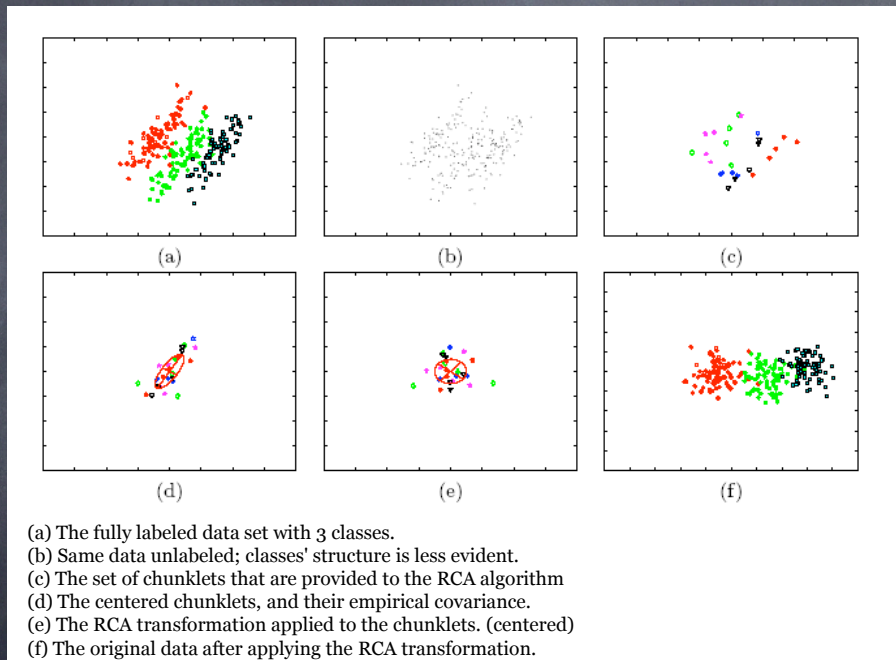 (a)
(b)
(c)
(d)
(e)
(f)
(a) The fully labeled data set with 3 classes.
(b) Same data unlabeled; classes' structure is less evident.
(c) The set of chunklets that are provided to the RCA algorithm
(d) The centered chunklets, and their empirical covariance.
(e) The RCA transformation applied to the chunklets. (centered)
(f) The original data after applying the RCA transformation.